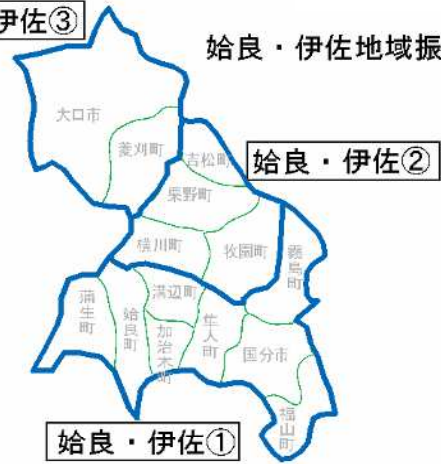 伊佐③
始良・伊佐地域振
大口市
菱刈町
吉松町
始良・伊佐②
栗野町
横川町
牧園町
霧島町
蒲生町
姶良町
溝辺町
加治木町
隼人町
国分市
福山町
始良・伊佐①